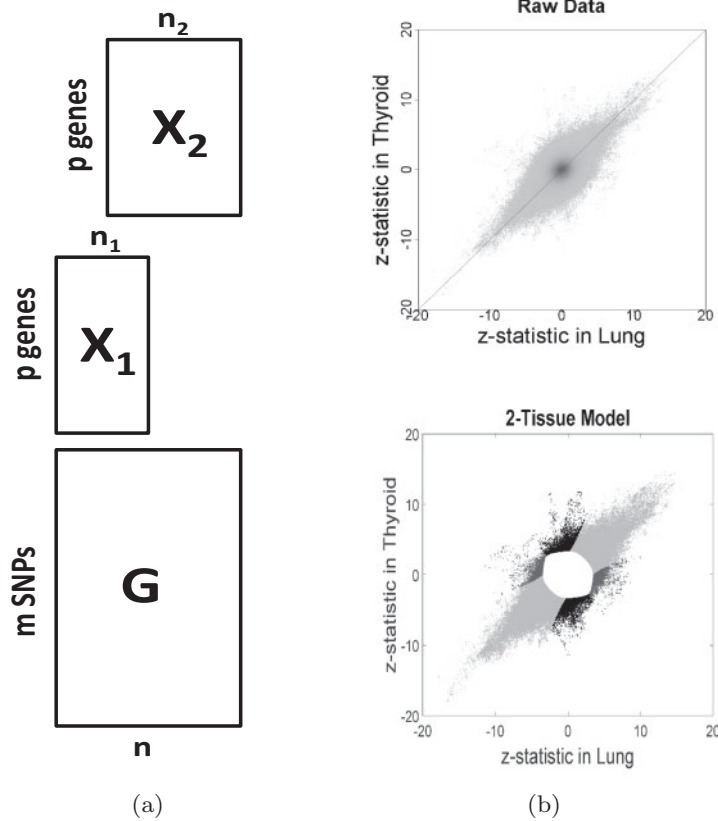 n₂
p genes
X₂
n₁
p genes
X₁
m SNPs
G
n
(a)
Raw Data
z-statistic in Thyroid
20
10
0
-10
-20
-20 -10 0 10 20
z-statistic in Lung
2-Tissue Model
z-statistic in Thyroid
20
10
0
-10
-20
-20 -10 0 10 20
z-statistic in Lung
(b)